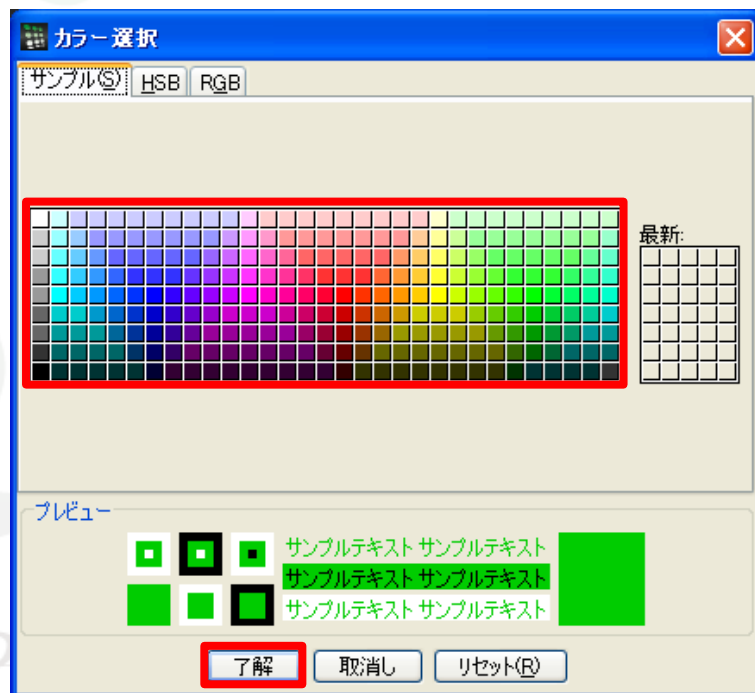 カラー選択
サンプル(S) HSB RGB
最新:
プレビュー
サンプルテキスト サンプルテキスト
サンプルテキスト サンプルテキスト
サンプルテキスト サンプルテキスト
了解 取消し リセット(R)